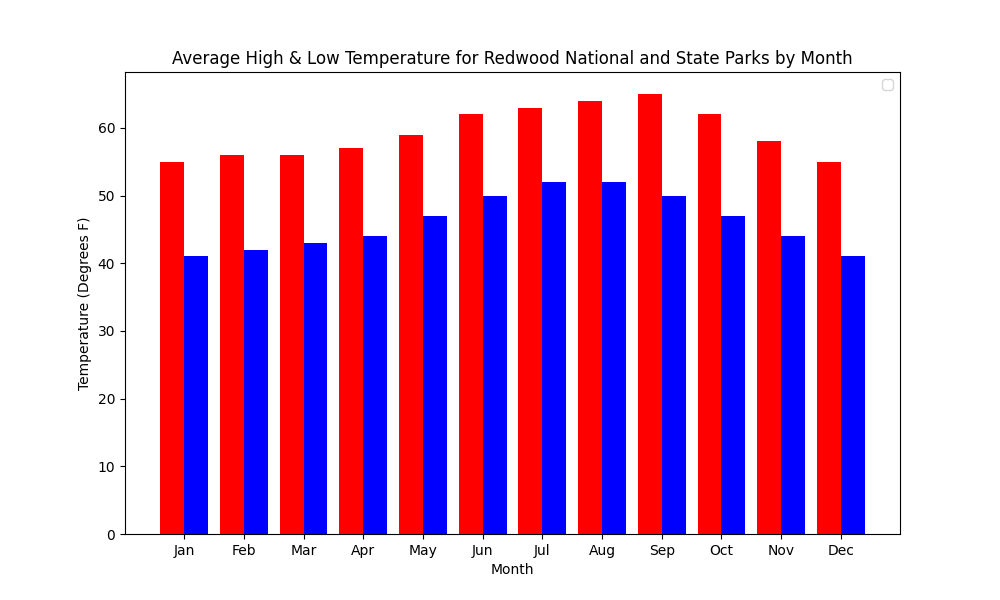 Average High & Low Temperature for Redwood National and State Parks by Month
Temperature (Degrees F)
60
50
40
30
20
10
0
Jan Feb Mar Apr May Jun Jul Aug Sep Oct Nov Dec
Month